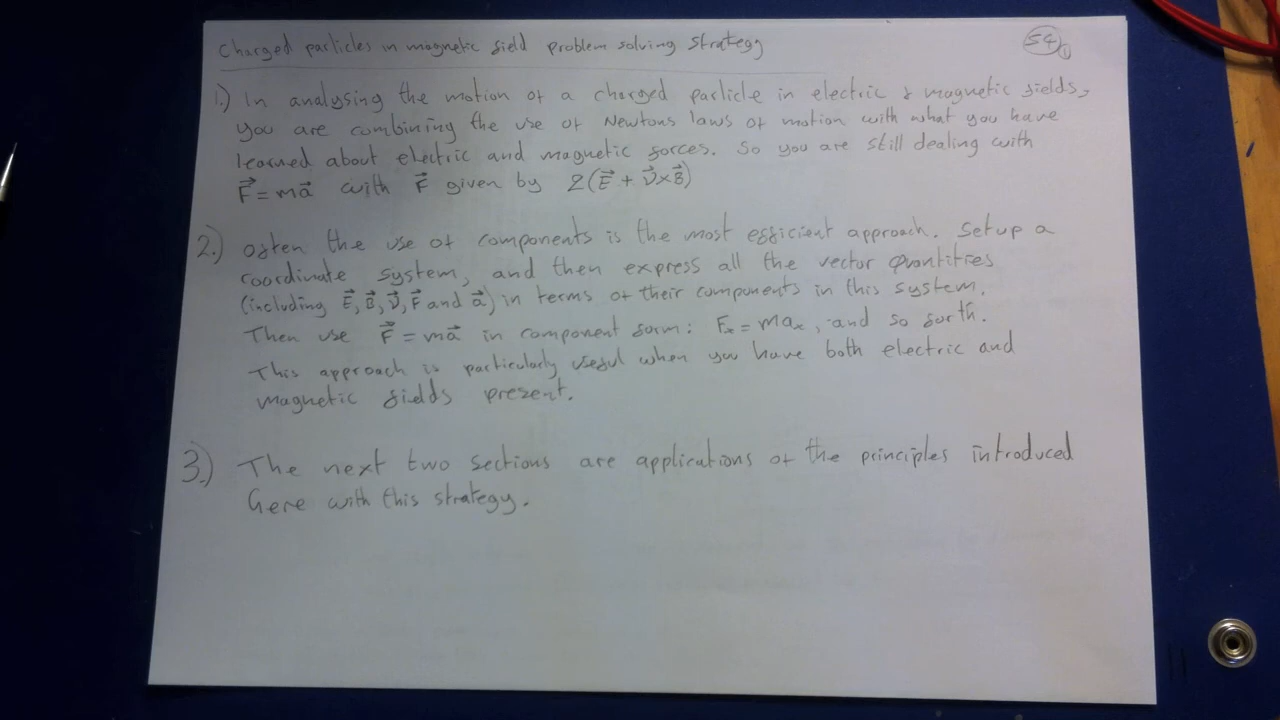 Charged particles in magnetic field problem solving strategy
54 1
1.) In analysing the motion of a charged particle in electric & magnetic fields,
you are combining the use of Newtons laws of motion with what you have
learned about electric and magnetic forces. So you are still dealing with
F⃗ = ma⃗ with F⃗ given by q(E⃗ + v⃗ × B⃗)
2.) Often the use of components is the most efficient approach. Setup a
coordinate system, and then express all the vector quantities
(including E⃗, B⃗, v⃗, F⃗ and a⃗) in terms of their components in this system.
Then use F⃗ = ma⃗ in component form: Fₓ = maₓ, and so forth.
This approach is particularly useful when you have both electric and
magnetic fields present.
3.) The next two sections are applications of the principles introduced
here with this strategy.